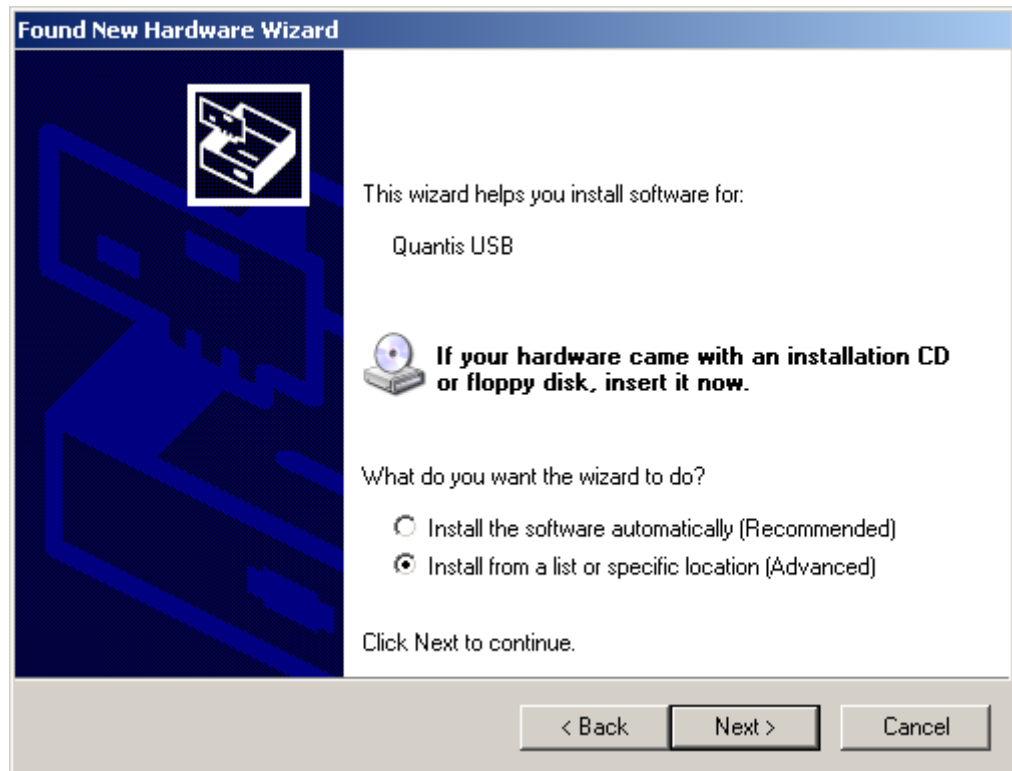 Found New Hardware Wizard
This wizard helps you install software for:
Quantis USB
If your hardware came with an installation CD
or floppy disk, insert it now.
What do you want the wizard to do?
Install the software automatically (Recommended)
Install from a list or specific location (Advanced)
Click Next to continue.
< Back
Next >
Cancel